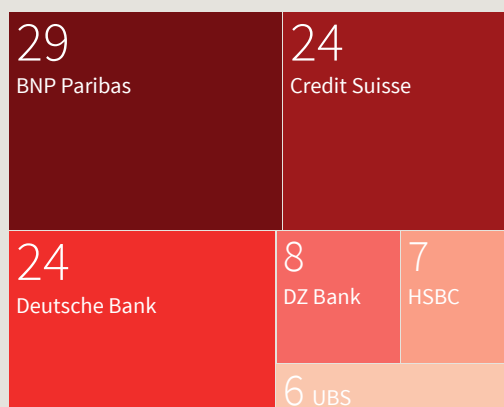 29
BNP Paribas
24
Credit Suisse
24
Deutsche Bank
8
DZ Bank
7
HSBC
6 UBS